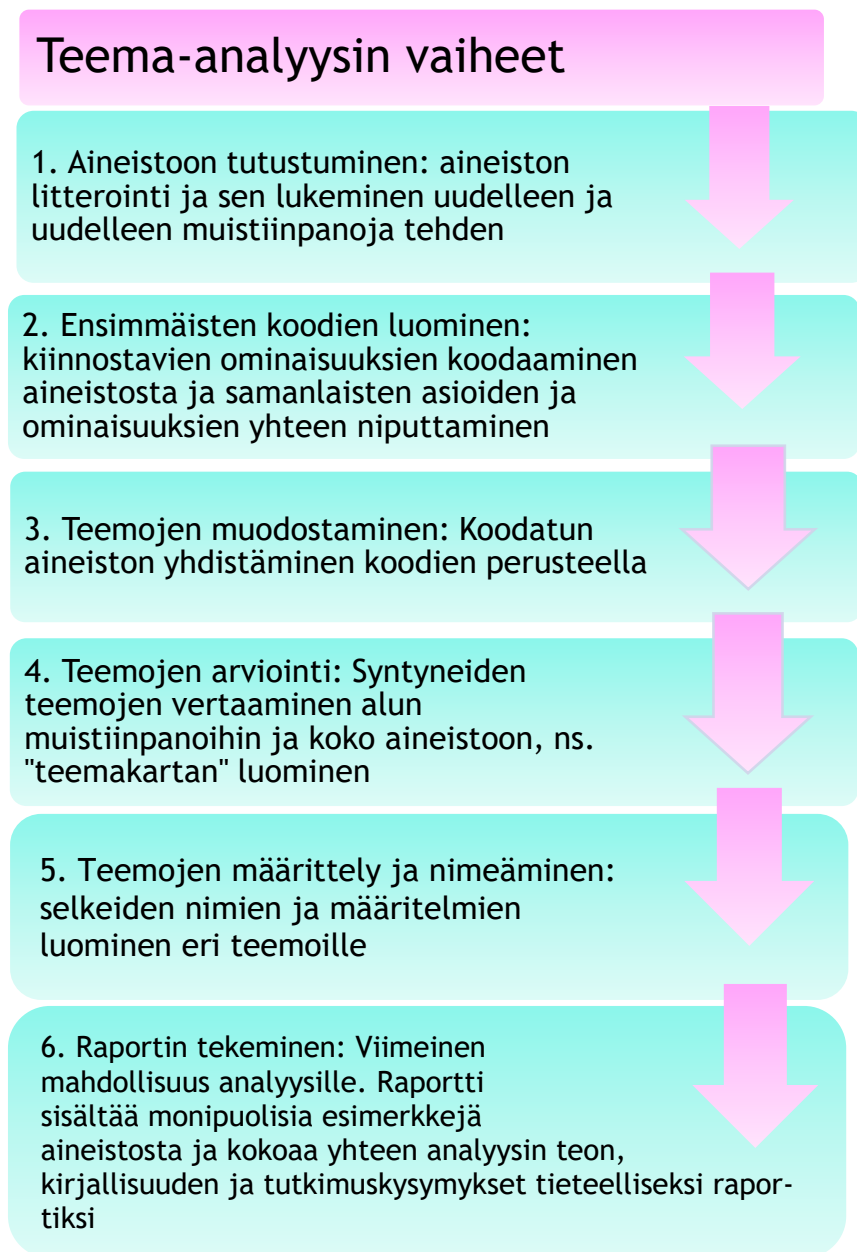 Teema-analyysin vaiheet
1. Aineistoon tutustuminen: aineiston
litterointi ja sen lukeminen uudelleen ja
uudelleen muistiinpanoja tehden
2. Ensimmäisten koodien luominen:
kiinnostavien ominaisuuksien koodaaminen
aineistosta ja samanlaisten asioiden ja
ominaisuuksien yhteen niputtaminen
3. Teemojen muodostaminen: Koodatun
aineiston yhdistäminen koodien perusteella
4. Teemojen arviointi: Syntyneiden
teemojen vertaaminen alun
muistiinpanoihin ja koko aineistoon, ns.
"teemakartan" luominen
5. Teemojen määrittely ja nimeäminen:
selkeiden nimien ja määritelmien
luominen eri teemoille
6. Raportin tekeminen: Viimeinen
mahdollisuus analyysille. Raportti
sisältää monipuolisia esimerkkejä
aineistosta ja kokoaa yhteen analyysin teon,
kirjallisuuden ja tutkimuskysymykset tieteelliseksi rapor-
tiksi